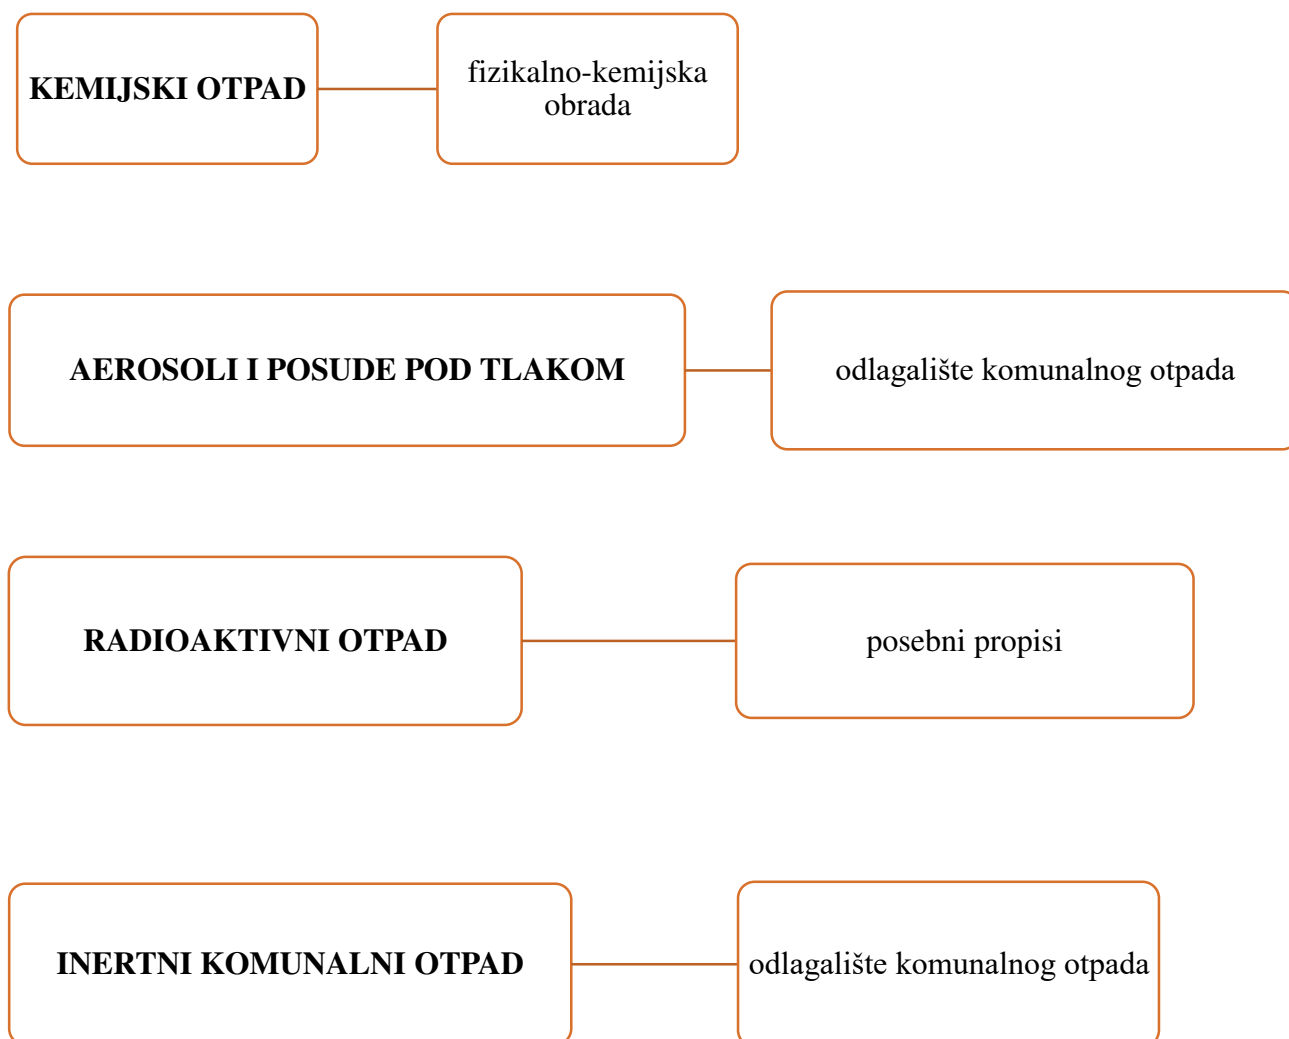 KEMIJSKI OTPAD
fizikalno-kemijska
obrada
AEROSOLI I POSUDE POD TLAKOM
odlagalište komunalnog otpada
RADIOAKTIVNI OTPAD
posebni propisi
INERTNI KOMUNALNI OTPAD
odlagalište komunalnog otpada